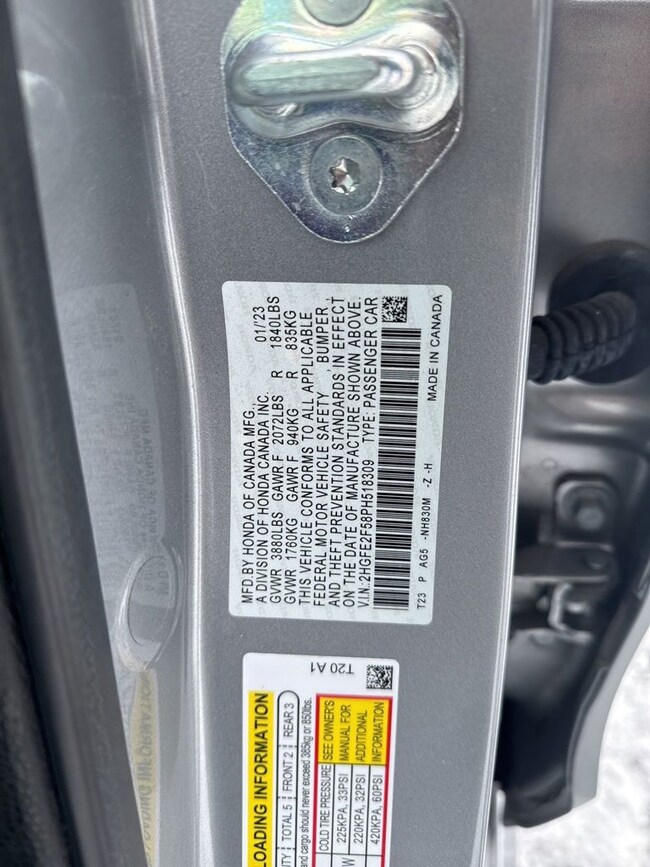 MFD.BY HONDA OF CANADA MFG. 01/'23
A DIVISION OF HONDA CANADA INC.
GVWR 3880LBS GAWR F 2072LBS R 1840LBS
GVWR 1760KG GAWR F 940KG R 835KG
THIS VEHICLE CONFORMS TO ALL APPLICABLE
FEDERAL MOTOR VEHICLE SAFETY , BUMPER ,
AND THEFT PREVENTION STANDARDS IN EFFECT
ON THE DATE OF MANUFACTURE SHOWN ABOVE.
V.I.N.:2HGFE2F58PH518309 TYPE: PASSENGER CAR
T23 P AG5 -NH830M -Z -H MADE IN CANADA
T20 A1
LOADING INFORMATION
TOTAL 5 FRONT 2 REAR 3
cargo should never exceed 385kg or 850lbs.
COLD TIRE PRESSURE SEE OWNER'S
225KPA, 33PSI MANUAL FOR
220KPA, 32PSI ADDITIONAL
420KPA, 60PSI INFORMATION